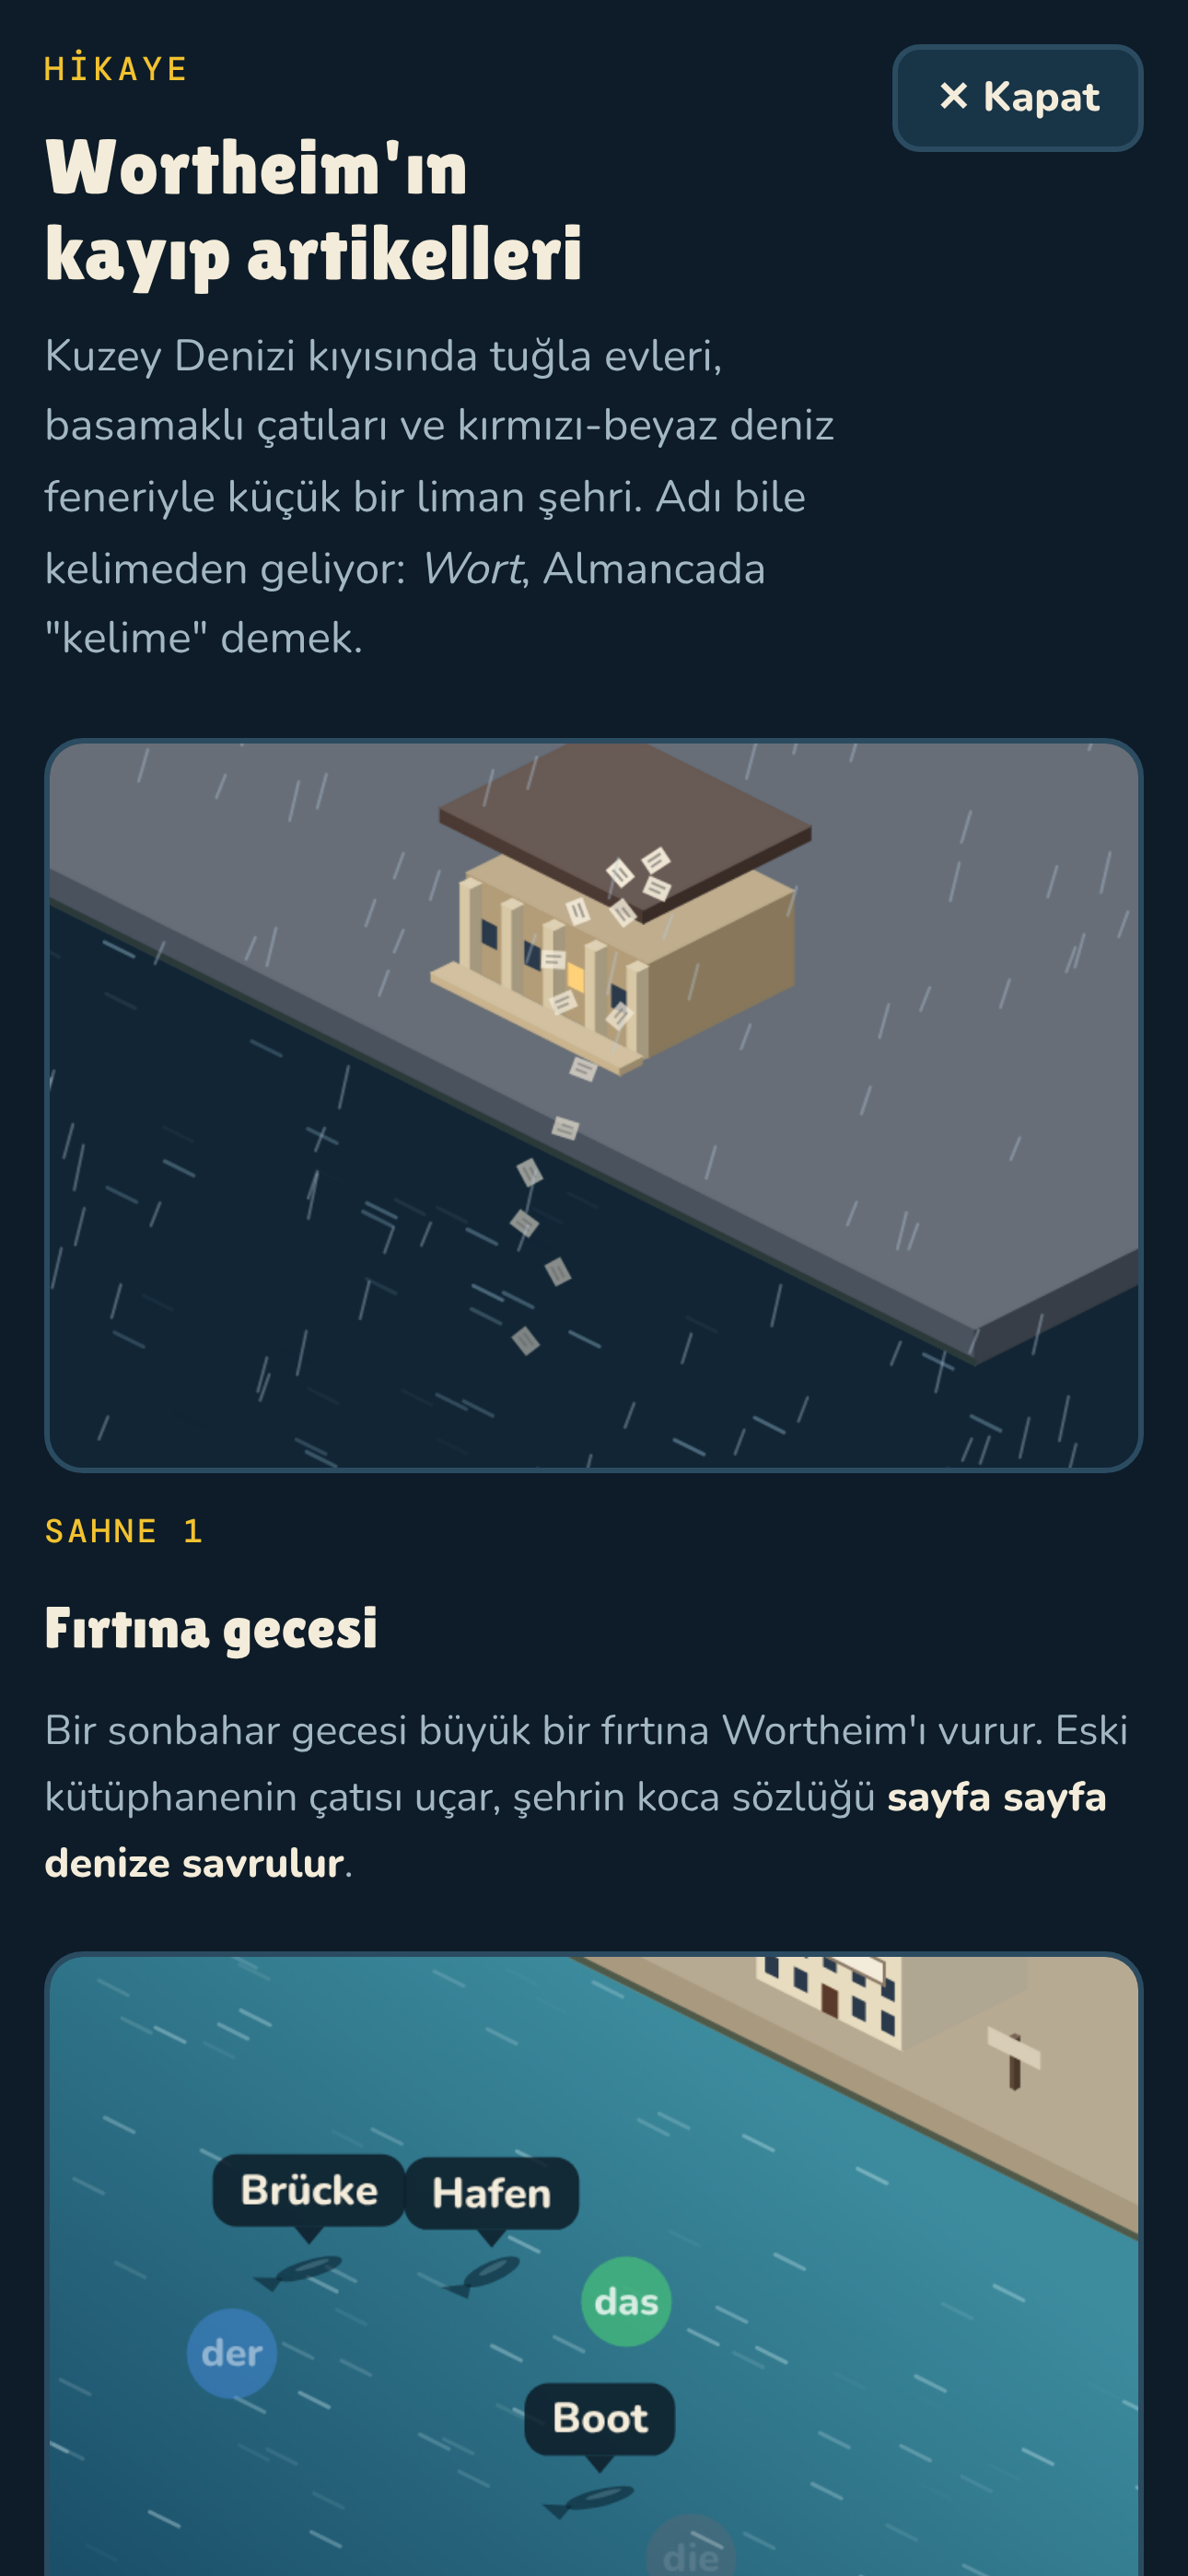 HİKAYE
✕ Kapat
Wortheim'ın
kayıp artikelleri
Kuzey Denizi kıyısında tuğla evleri,
basamaklı çatıları ve kırmızı-beyaz deniz
feneriyle küçük bir liman şehri. Adı bile
kelimeden geliyor: Wort, Almancada
"kelime" demek.
SAHNE 1
Fırtına gecesi
Bir sonbahar gecesi büyük bir fırtına Wortheim'ı vurur. Eski
kütüphanenin çatısı uçar, şehrin koca sözlüğü sayfa sayfa
denize savrulur.
Brücke
Hafen
das
der
Boot
die